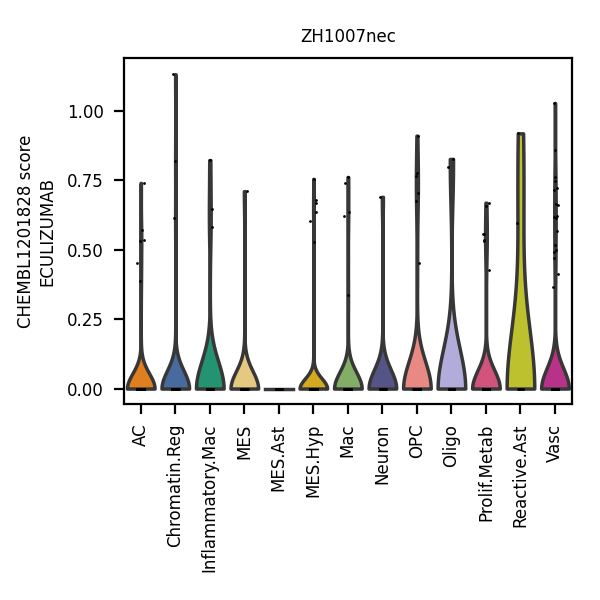 ZH1007nec
CHEMBL1201828 score
ECULIZUMAB
1.00
0.75
0.50
0.25
0.00
AC
Chromatin.Reg
Inflammatory.Mac
MES
MES.Ast
MES.Hyp
Mac
Neuron
OPC
Oligo
Prolif.Metab
Reactive.Ast
Vasc